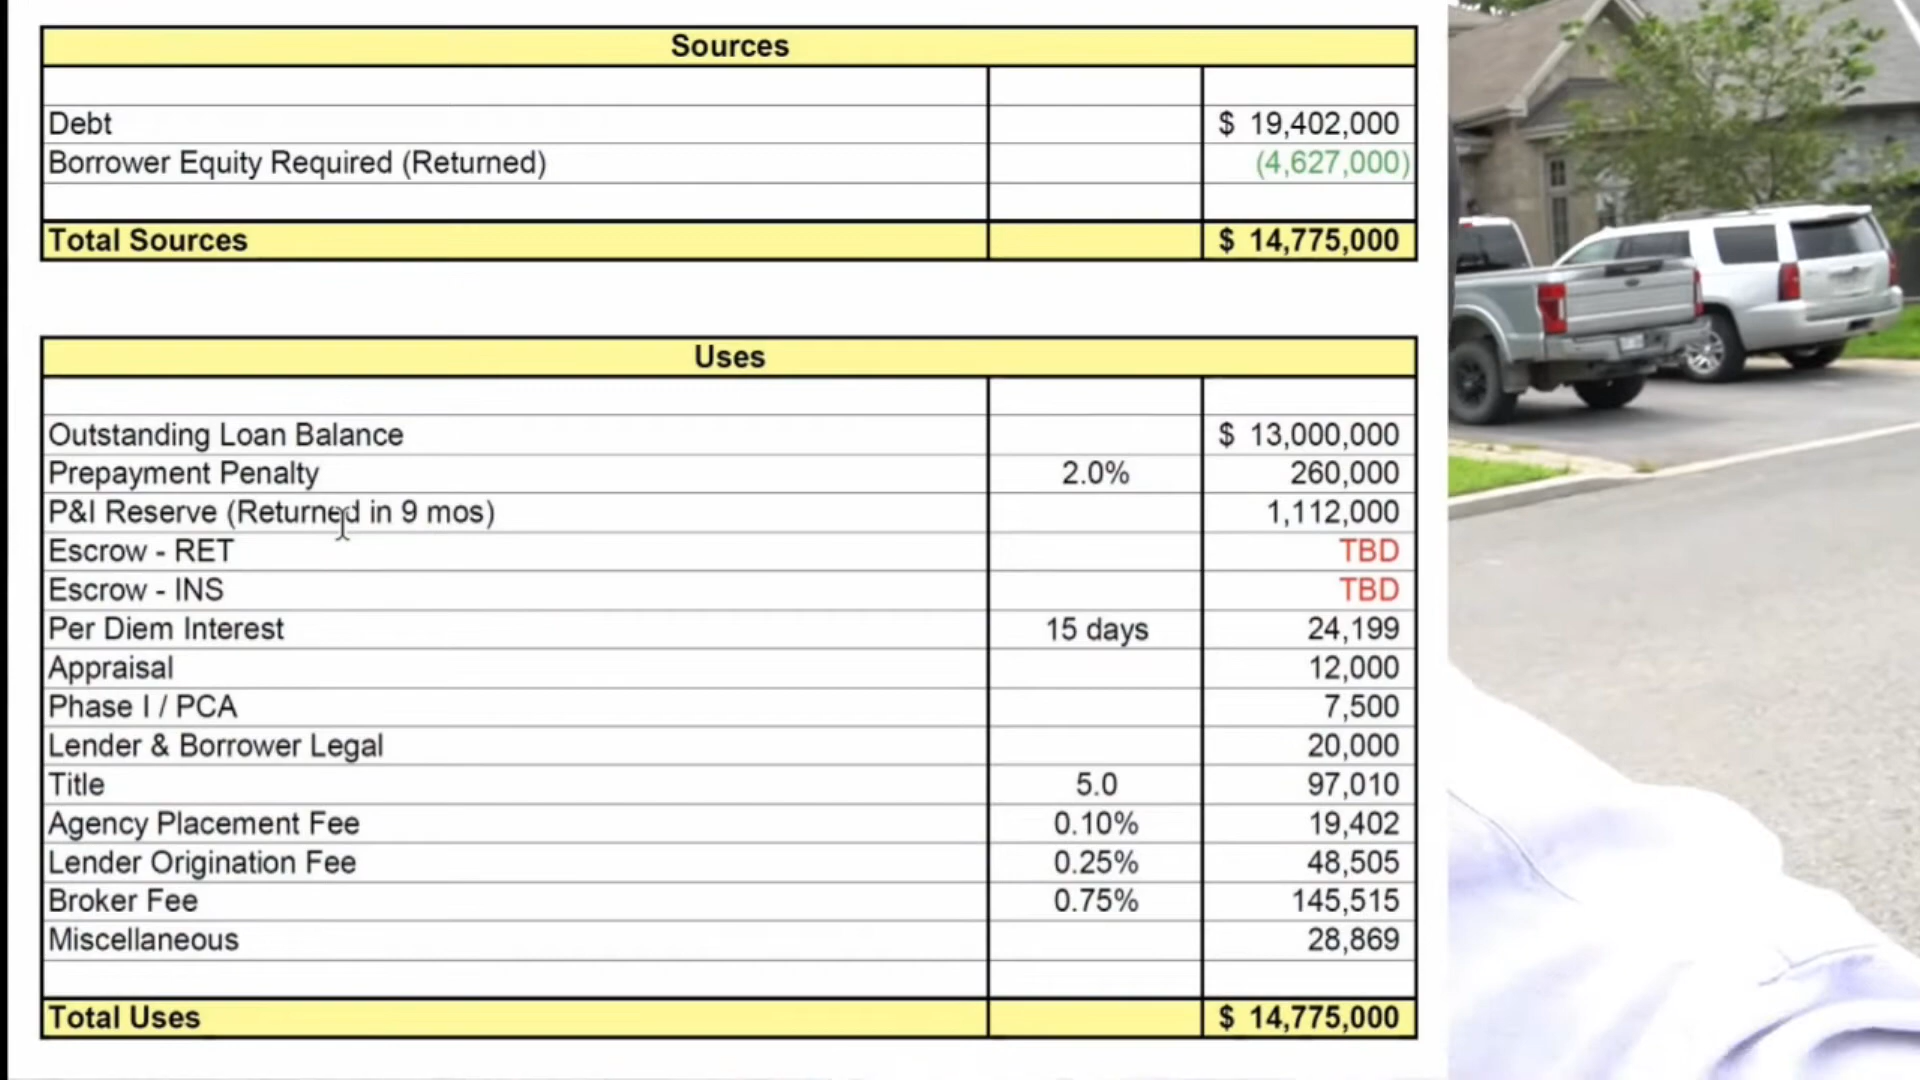 Sources
Debt $ 19,402,000
Borrower Equity Required (Returned) (4,627,000)
Total Sources $ 14,775,000
Uses
Outstanding Loan Balance $ 13,000,000
Prepayment Penalty 2.0% 260,000
P&I Reserve (Returned in 9 mos) 1,112,000
Escrow - RET TBD
Escrow - INS TBD
Per Diem Interest 15 days 24,199
Appraisal 12,000
Phase I / PCA 7,500
Lender & Borrower Legal 20,000
Title 5.0 97,010
Agency Placement Fee 0.10% 19,402
Lender Origination Fee 0.25% 48,505
Broker Fee 0.75% 145,515
Miscellaneous 28,869
Total Uses $ 14,775,000